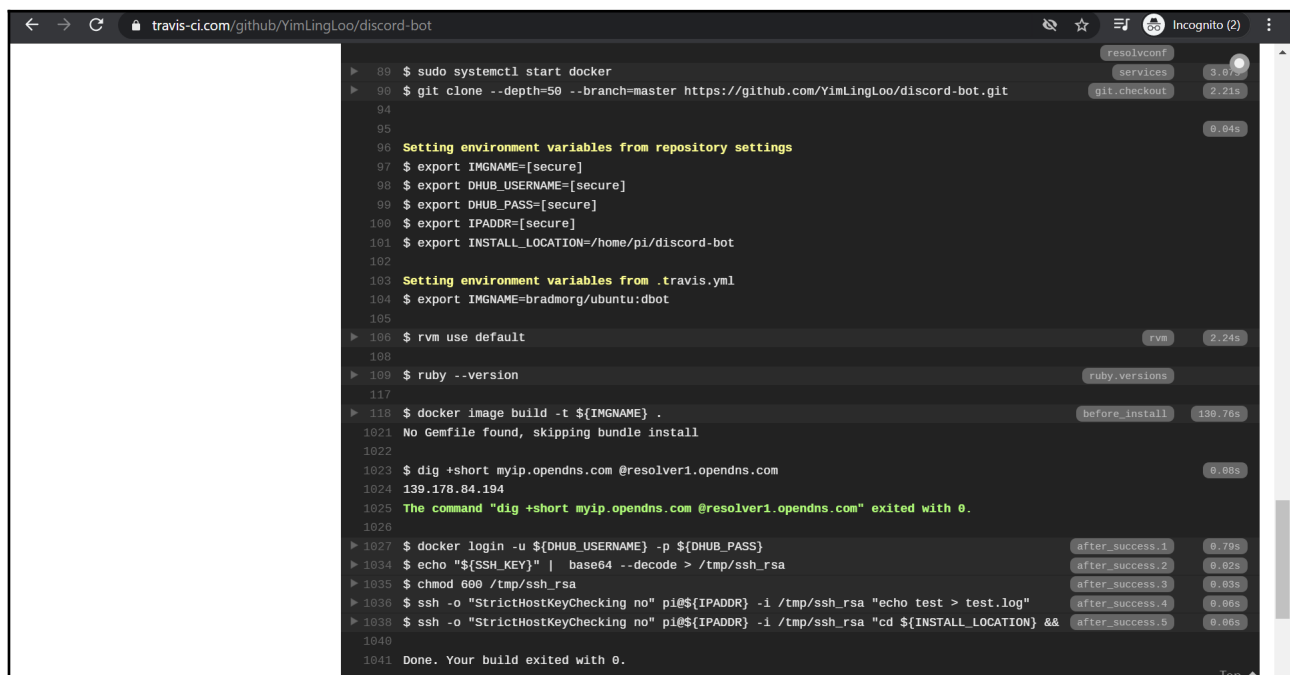 travis-ci.com/github/YimLingLoo/discord-bot Incognito (2)
resolvconf
89 $ sudo systemctl start docker services
90 $ git clone --depth=50 --branch=master https://github.com/YimLingLoo/discord-bot.git git.checkout 2.21s
94
95 0.04s
96 Setting environment variables from repository settings
97 $ export IMGNAME=[secure]
98 $ export DHUB_USERNAME=[secure]
99 $ export DHUB_PASS=[secure]
100 $ export IPADDR=[secure]
101 $ export INSTALL_LOCATION=/home/pi/discord-bot
102
103 Setting environment variables from .travis.yml
104 $ export IMGNAME=bradmorg/ubuntu:dbot
105
106 $ rvm use default rvm 2.24s
108
109 $ ruby --version ruby.versions
117
118 $ docker image build -t ${IMGNAME} . before_install 130.76s
1021 No Gemfile found, skipping bundle install
1022
1023 $ dig +short myip.opendns.com @resolver1.opendns.com 0.08s
1024 139.178.84.194
1025 The command "dig +short myip.opendns.com @resolver1.opendns.com" exited with 0.
1026
1027 $ docker login -u ${DHUB_USERNAME} -p ${DHUB_PASS} after_success.1 0.79s
1034 $ echo "${SSH_KEY}" | base64 --decode > /tmp/ssh_rsa after_success.2 0.02s
1035 $ chmod 600 /tmp/ssh_rsa after_success.3 0.03s
1036 $ ssh -o "StrictHostKeyChecking no" pi@${IPADDR} -i /tmp/ssh_rsa "echo test > test.log" after_success.4 0.06s
1038 $ ssh -o "StrictHostKeyChecking no" pi@${IPADDR} -i /tmp/ssh_rsa "cd ${INSTALL_LOCATION} && after_success.5 0.06s
1040
1041 Done. Your build exited with 0.
Top